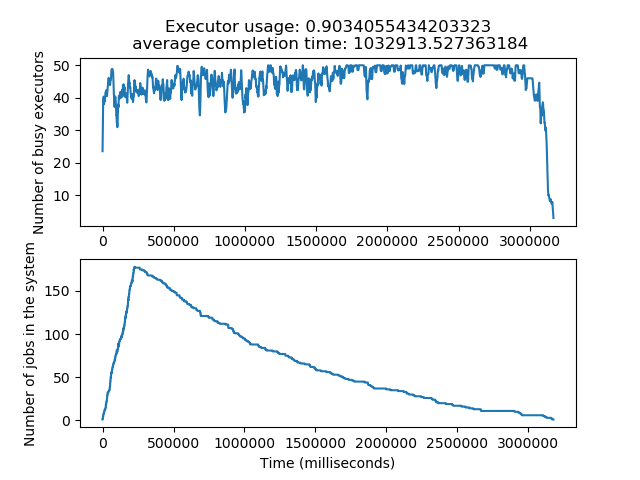 Executor usage: 0.9034055434203323
average completion time: 1032913.527363184
Number of busy executors
50
40
30
20
10
0 500000 1000000 1500000 2000000 2500000 3000000
Number of jobs in the system
150
100
50
0
0 500000 1000000 1500000 2000000 2500000 3000000
Time (milliseconds)